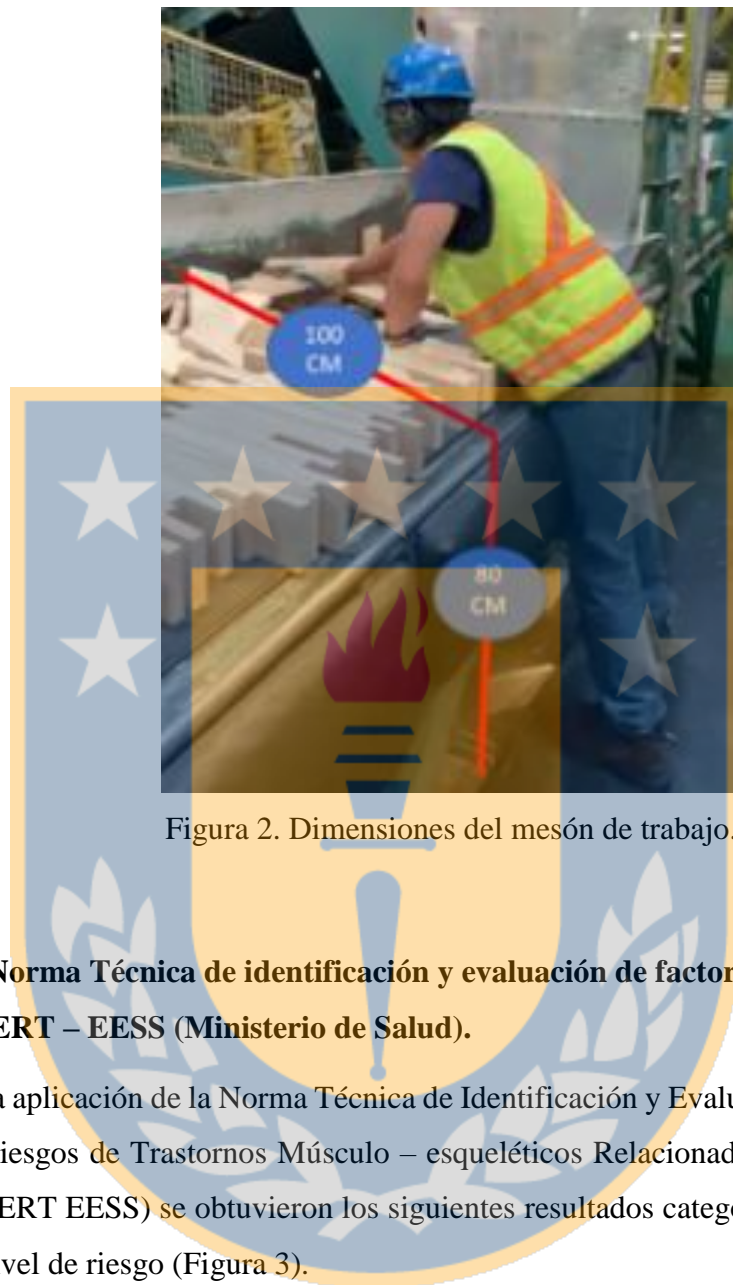 100
CM
80
CM
Figura 2. Dimensiones del mesón de trabajo.
Norma Técnica de identificación y evaluación de factor
ERT – EESS (Ministerio de Salud).
a aplicación de la Norma Técnica de Identificación y Evalu
iesgos de Trastornos Músculo – esqueléticos Relacionad
ERT EESS) se obtuvieron los siguientes resultados catego
vel de riesgo (Figura 3).